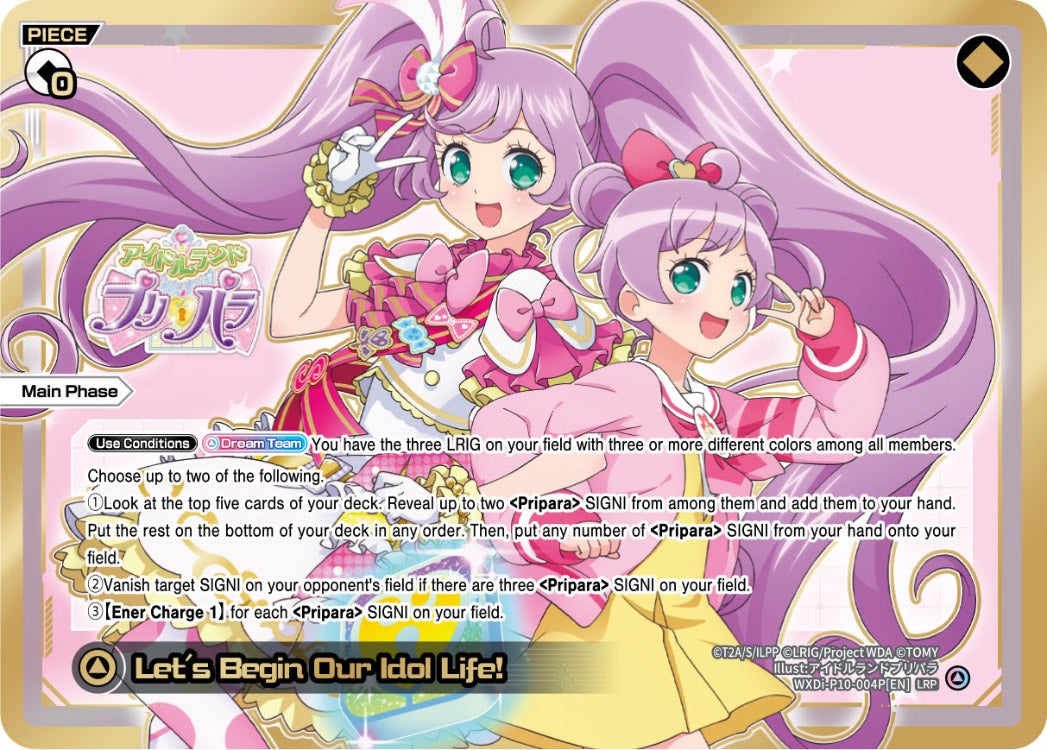 PIECE
0
アイドルランド
プリパラ
Main Phase
Use Conditions Dream Team You have the three LRIG on your field with three or more different colors among all members.
Choose up to two of the following.
①Look at the top five cards of your deck. Reveal up to two <Pripara> SIGNI from among them and add them to your hand.
Put the rest on the bottom of your deck in any order. Then, put any number of <Pripara> SIGNI from your hand onto your
field.
②Vanish target SIGNI on your opponent's field if there are three <Pripara> SIGNI on your field.
③【Ener Charge 1】 for each <Pripara> SIGNI on your field.
Let's Begin Our Idol Life!
©T2A/S/ILPP ©LRIG/Project WDA ©TOMY
Illust:アイドルランドプリパラ
WXDi-P10-004P[EN] LRP